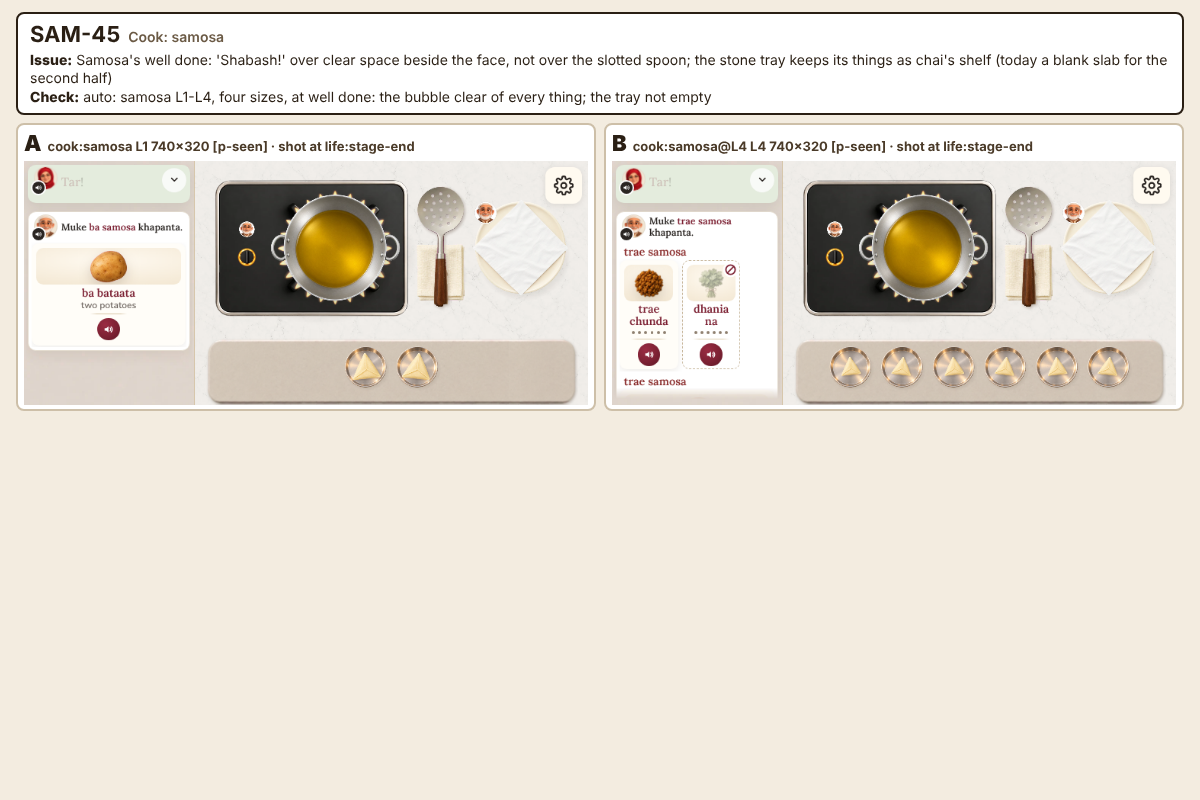 SAM-45 Cook: samosa
Issue: Samosa's well done: 'Shabash!' over clear space beside the face, not over the slotted spoon; the stone tray keeps its things as chai's shelf (today a blank slab for the
second half)
Check: auto: samosa L1-L4, four sizes, at well done: the bubble clear of every thing; the tray not empty
A cook:samosa L1 740×320 [p-seen] · shot at life:stage-end
Tar!
Muke ba samosa khapanta.
ba bataata
two potatoes
B cook:samosa@L4 L4 740×320 [p-seen] · shot at life:stage-end
Tar!
Muke trae samosa
khapanta.
trae samosa
trae
chunda
dhania
na
trae samosa